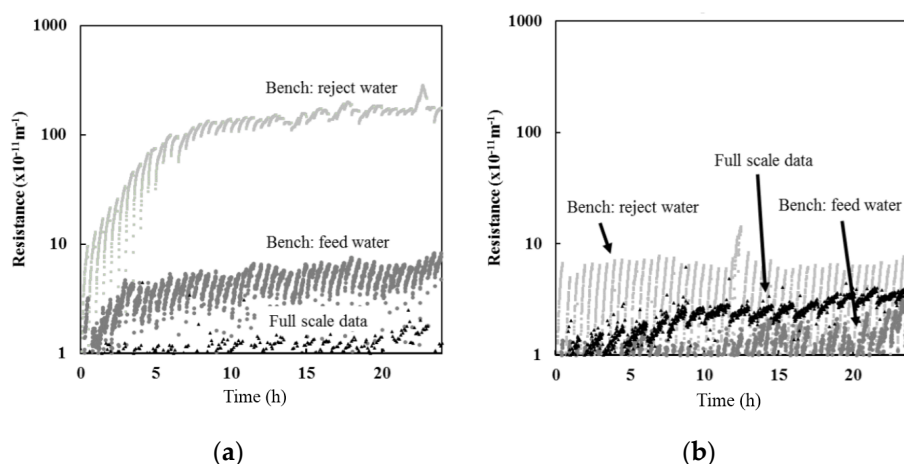 (a)
1000
100
10
1
Resistance (x10⁻¹¹m⁻¹)
Bench: reject water
Bench: feed water
Full scale data
0 5 10 15 20
Time (h)
(a)
(b)
1000
100
10
1
Resistance (x10⁻¹¹m⁻¹)
Full scale data
Bench: reject water
Bench: feed water
0 5 10 15 20
Time (h)
(b)